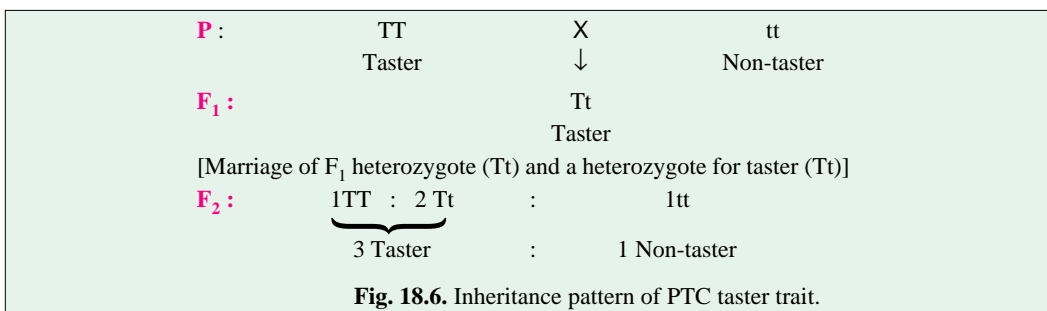 P : TT X tt
Taster ↓ Non-taster
F₁ : Tt
Taster
[Marriage of F₁ heterozygote (Tt) and a heterozygote for taster (Tt)]
F₂ : 1TT : 2 Tt : 1tt
3 Taster : 1 Non-taster
Fig. 18.6. Inheritance pattern of PTC taster trait.